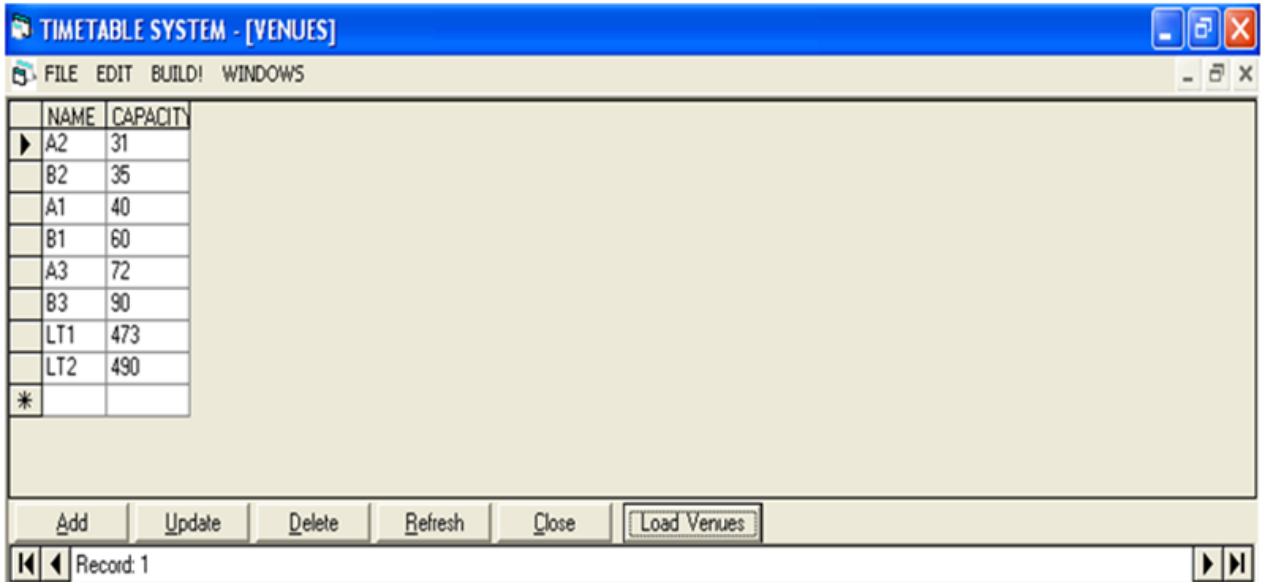 TIMETABLE SYSTEM - [VENUES]
FILE EDIT BUILD! WINDOWS
NAME CAPACITY
A2 31
B2 35
A1 40
B1 60
A3 72
B3 90
LT1 473
LT2 490
Add Update Delete Refresh Close Load Venues
Record: 1